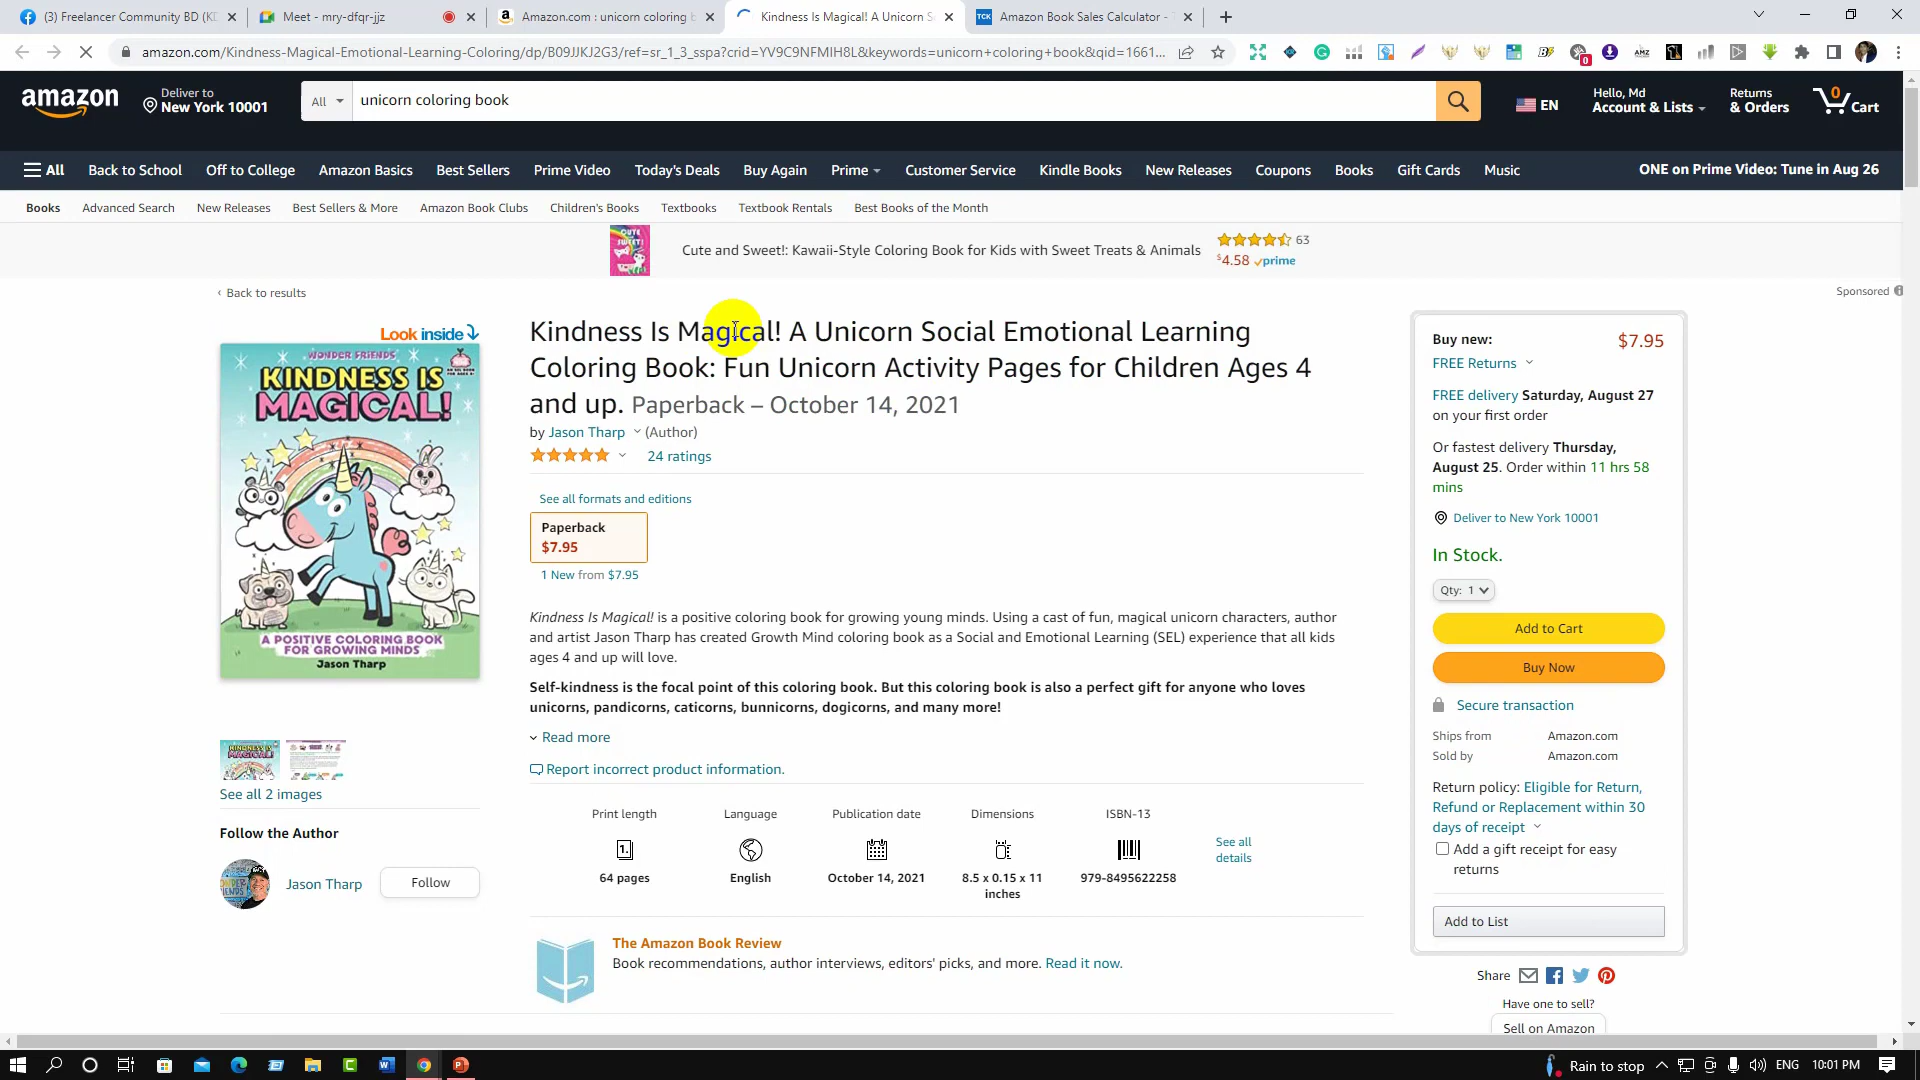 (3) Freelancer Community BD (KD
Meet - mry-dfqr-jjz
Amazon.com : unicorn coloring b
Kindness Is Magical! A Unicorn S
TCK
Amazon Book Sales Calculator -
amazon.com/Kindness-Magical-Emotional-Learning-Coloring/dp/B09JJKJ2G3/ref=sr_1_3_sspa?crid=YV9C9NFMIH8L&keywords=unicorn+coloring+book&qid=1661...
amazon
Deliver to
New York 10001
All
unicorn coloring book
EN
Hello, Md
Account & Lists
Returns
& Orders
0
Cart
All
Back to School
Off to College
Amazon Basics
Best Sellers
Prime Video
Today's Deals
Buy Again
Prime
Customer Service
Kindle Books
New Releases
Coupons
Books
Gift Cards
Music
ONE on Prime Video: Tune in Aug 26
Books
Advanced Search
New Releases
Best Sellers & More
Amazon Book Clubs
Children's Books
Textbooks
Textbook Rentals
Best Books of the Month
Cute and Sweet!: Kawaii-Style Coloring Book for Kids with Sweet Treats & Animals
63
$4.58 prime
‹ Back to results
Sponsored
Look inside
WONDER FRIENDS
KINDNESS IS
MAGICAL!
A POSITIVE COLORING BOOK
FOR GROWING MINDS
Jason Tharp
See all 2 images
Follow the Author
Jason Tharp
Follow
Kindness Is Magical! A Unicorn Social Emotional Learning
Coloring Book: Fun Unicorn Activity Pages for Children Ages 4
and up. Paperback – October 14, 2021
by Jason Tharp (Author)
24 ratings
See all formats and editions
Paperback
$7.95
1 New from $7.95
Kindness Is Magical! is a positive coloring book for growing young minds. Using a cast of fun, magical unicorn characters, author
and artist Jason Tharp has created Growth Mind coloring book as a Social and Emotional Learning (SEL) experience that all kids
ages 4 and up will love.
Self-kindness is the focal point of this coloring book. But this coloring book is also a perfect gift for anyone who loves
unicorns, pandicorns, caticorns, bunnicorns, dogicorns, and many more!
Read more
Report incorrect product information.
Print length
64 pages
Language
English
Publication date
October 14, 2021
Dimensions
8.5 x 0.15 x 11
inches
ISBN-13
979-8495622258
See all
details
The Amazon Book Review
Book recommendations, author interviews, editors' picks, and more. Read it now.
Buy new:
$7.95
FREE Returns
FREE delivery Saturday, August 27
on your first order
Or fastest delivery Thursday,
August 25. Order within 11 hrs 58
mins
Deliver to New York 10001
In Stock.
Qty: 1
Add to Cart
Buy Now
Secure transaction
Ships from Amazon.com
Sold by Amazon.com
Return policy: Eligible for Return,
Refund or Replacement within 30
days of receipt
Add a gift receipt for easy
returns
Add to List
Share
Have one to sell?
Sell on Amazon
Rain to stop
ENG
10:01 PM